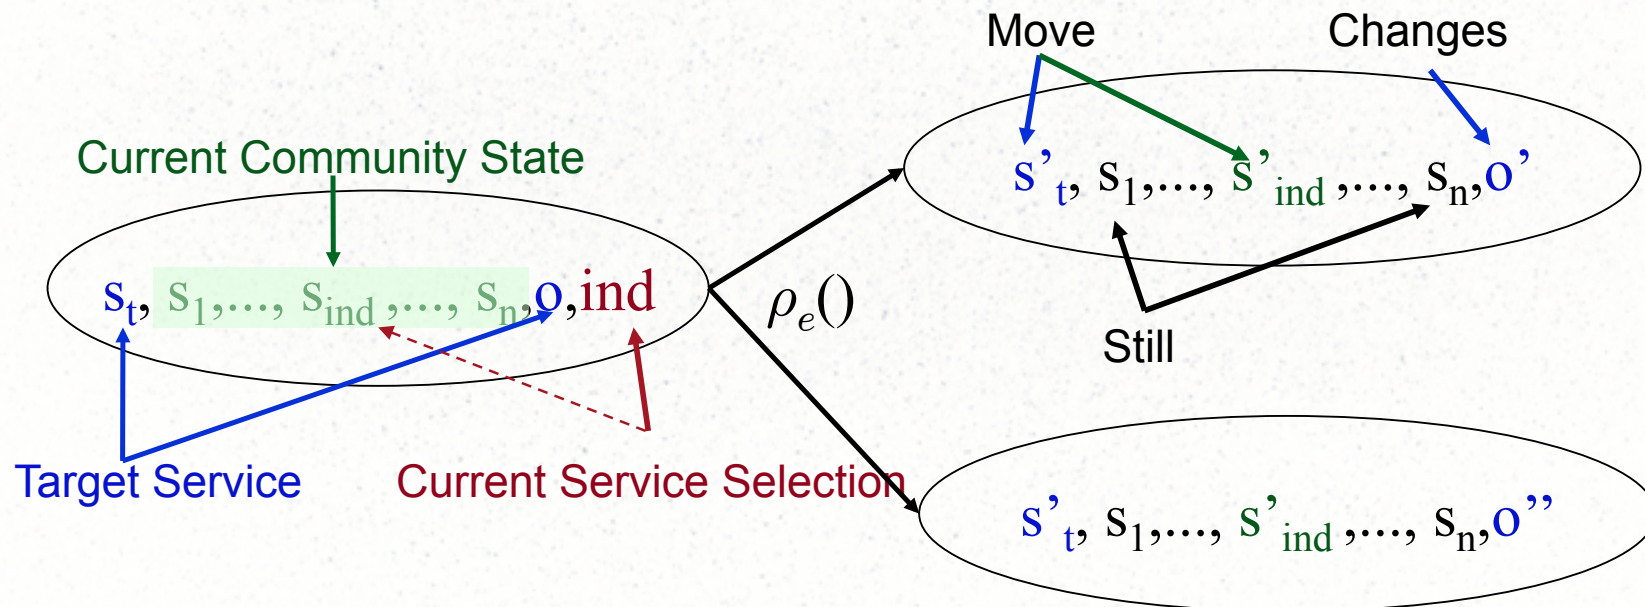 Move
Changes
Current Community State
s’t, s1,..., s’ind ,..., sn,o’
st, s1,..., sind ,..., sn,o,ind
ρe()
Still
Target Service
Current Service Selection
s’t, s1,..., s’ind ,..., sn,o’’